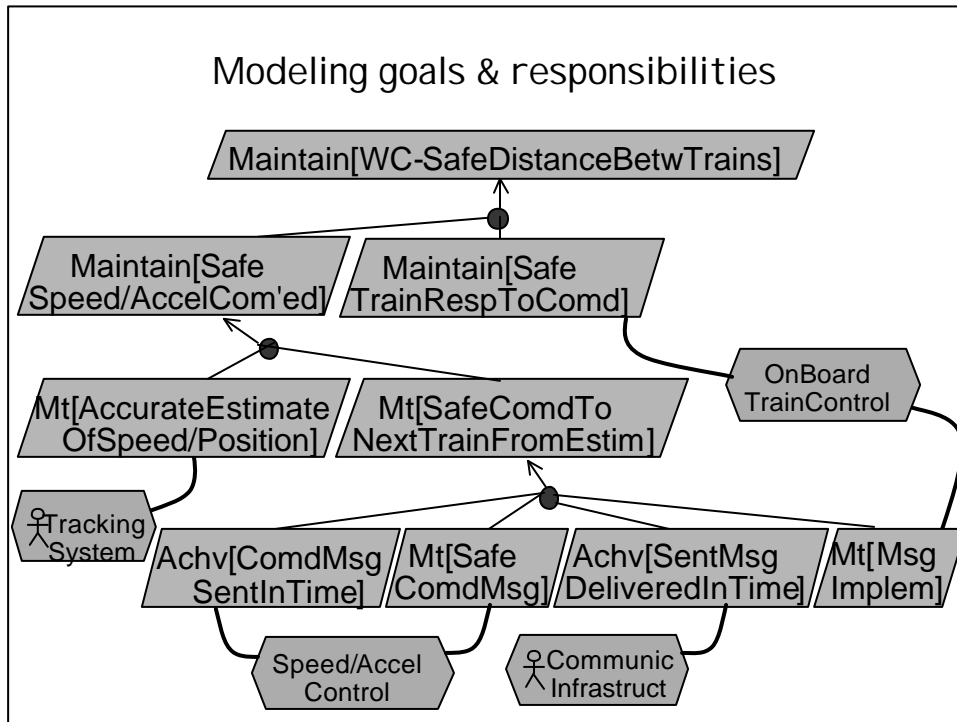 Modeling goals & responsibilities
Maintain[WC-SafeDistanceBetwTrains]
Maintain[Safe
Speed/AccelCom'ed]
Maintain[Safe
TrainRespToComd]
OnBoard
TrainControl
Mt[AccurateEstimate
OfSpeed/Position]
Mt[SafeComdTo
NextTrainFromEstim]
Tracking
System
Achv[ComdMsg
SentInTime]
Mt[Safe
ComdMsg]
Achv[SentMsg
DeliveredInTime]
Mt[Msg
Implem]
Speed/Accel
Control
Communic
Infrastruct